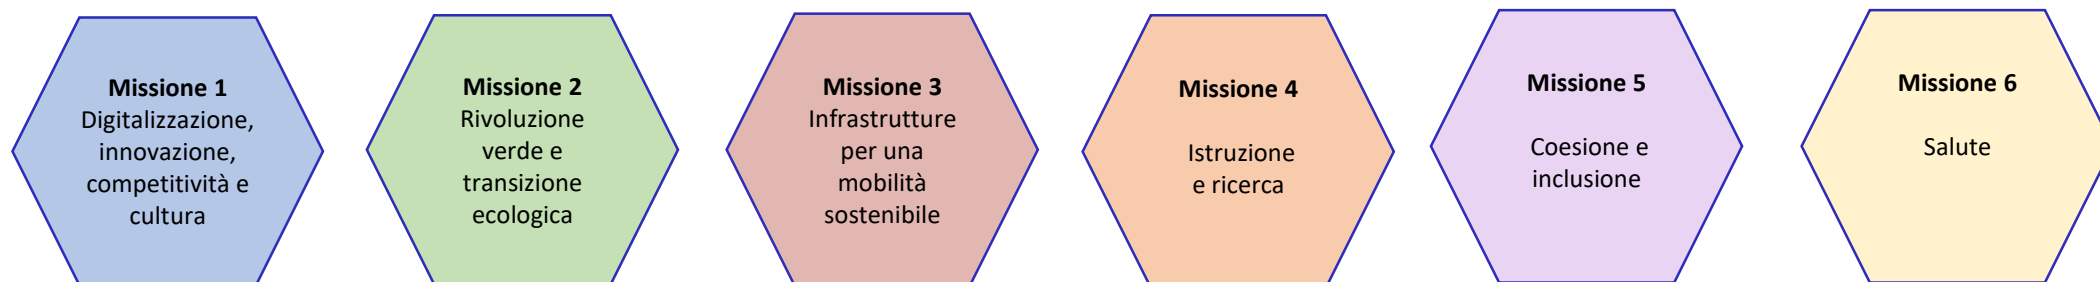 Missione 1
Digitalizzazione,
innovazione,
competitività e
cultura
Missione 2
Rivoluzione
verde e
transizione
ecologica
Missione 3
Infrastrutture
per una
mobilità
sostenibile
Missione 4
Istruzione
e ricerca
Missione 5
Coesione e
inclusione
Missione 6
Salute